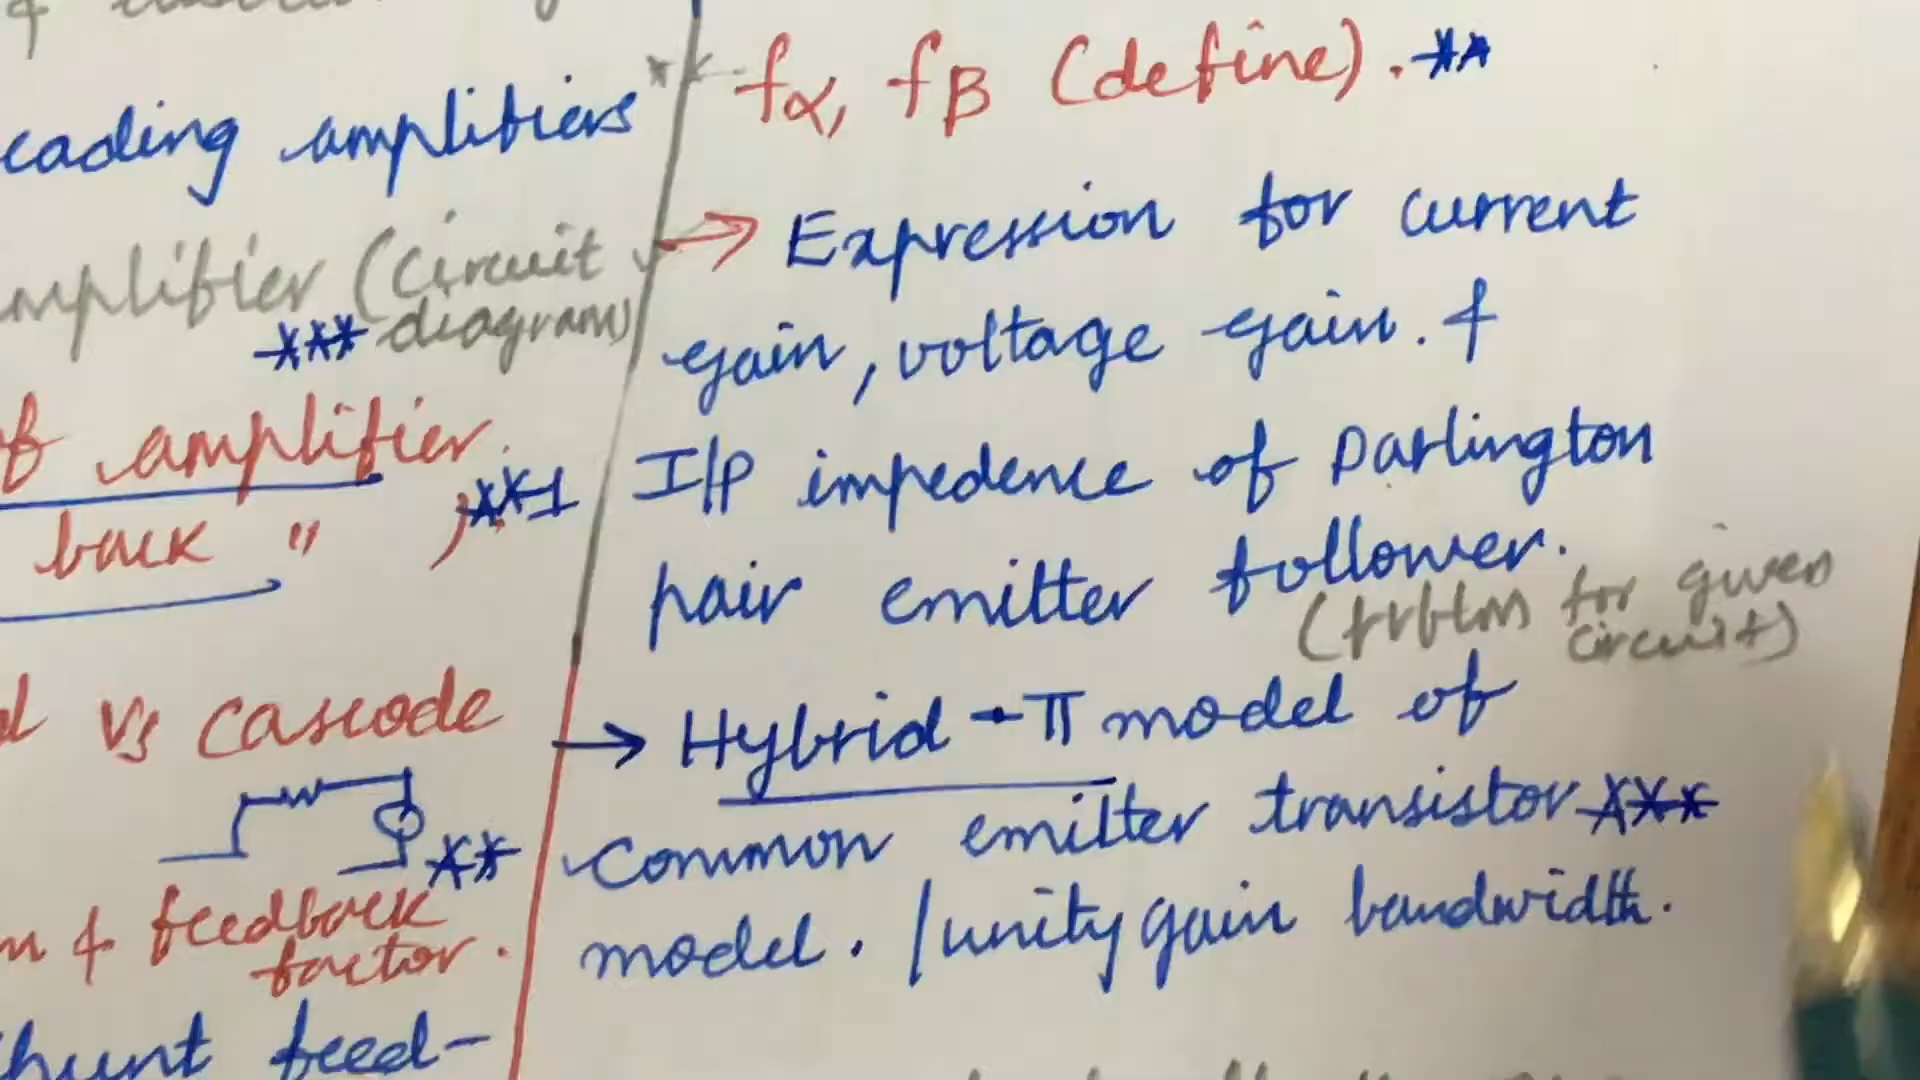 cading amplifiers **
mplifier (circuit
*** diagram)
of amplifier.
back " ) **1
vs cascode
**
& feedback
factor.
hunt feed-
fα, fβ (define). **
→ Expression for current
gain, voltage gain. &
I/P impedence of Darlington
pair emitter follower.
(prblm for given
circuit)
→ Hybrid - π model of
common emitter transistor ***
model. / unity gain bandwidth.